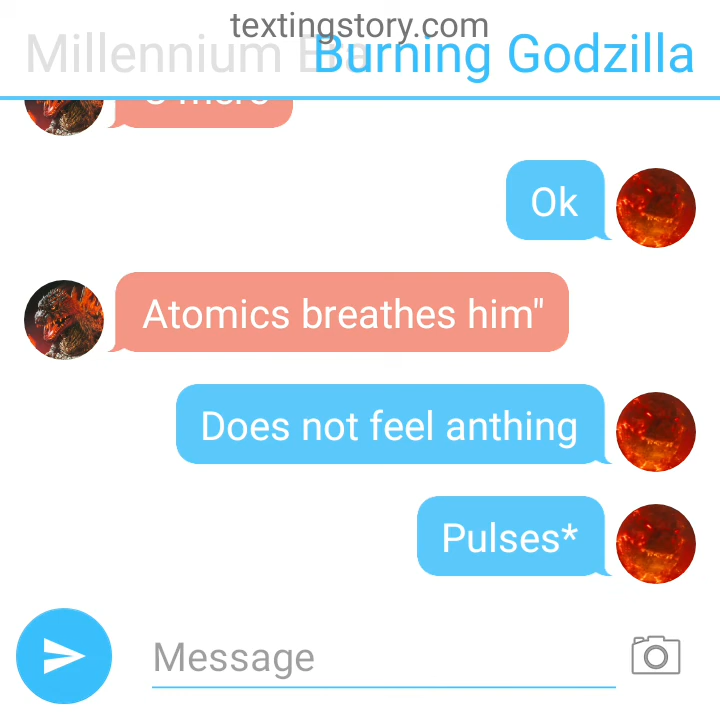 textingstory.com
Millennium Burning Godzilla
Ok
Atomics breathes him"
Does not feel anthing
Pulses*
Message